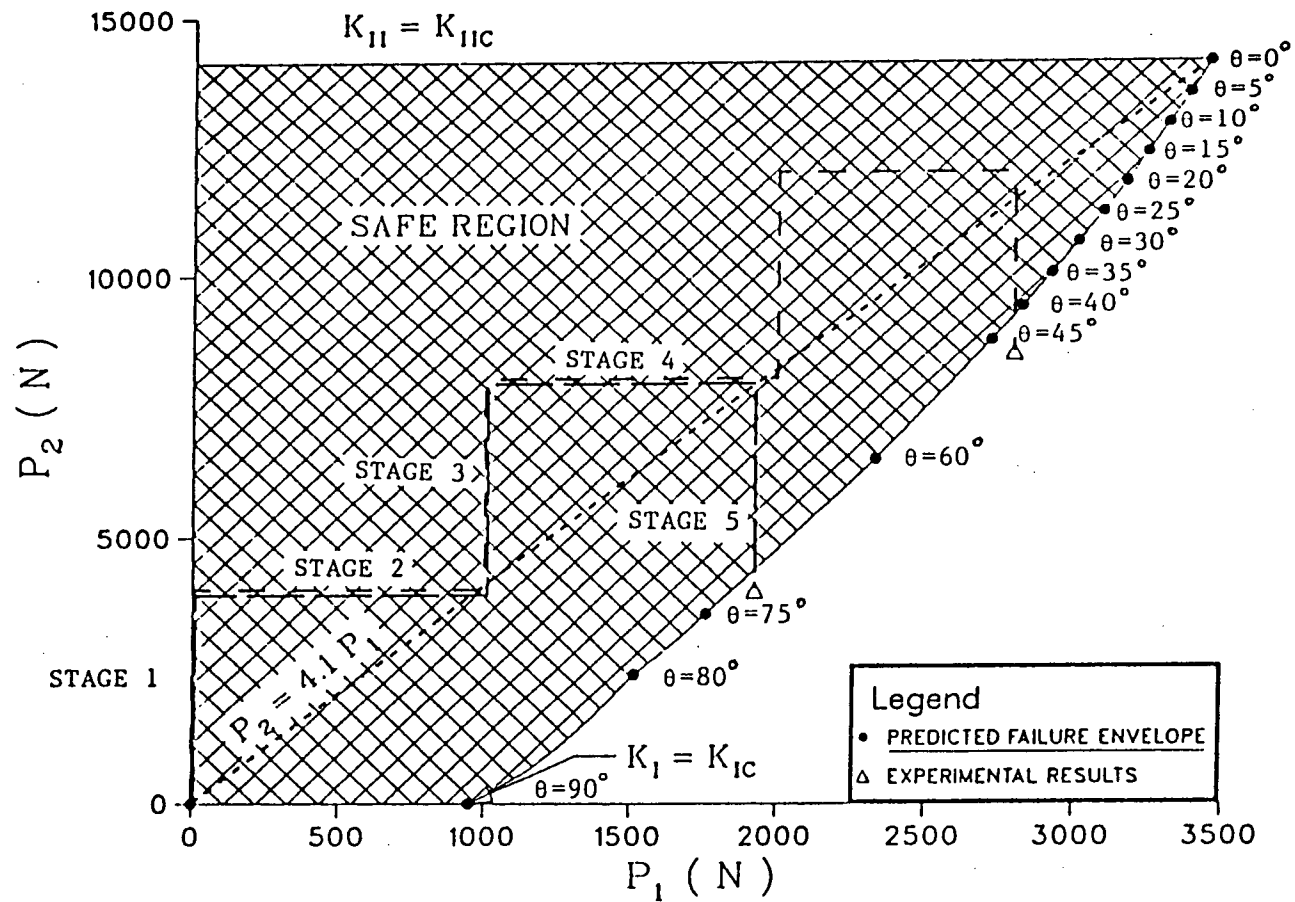 15000
K_II = K_IIC
θ=0°
θ=5°
θ=10°
θ=15°
θ=20°
θ=25°
θ=30°
θ=35°
θ=40°
θ=45°
SAFE REGION
10000
P_2 ( N )
STAGE 4
STAGE 3
θ=60°
STAGE 5
5000
STAGE 2
θ=75°
STAGE 1
P_2 = 4.1 P_1
θ=80°
K_I = K_IC
θ=90°
Legend
PREDICTED FAILURE ENVELOPE
EXPERIMENTAL RESULTS
0
0 500 1000 1500 2000 2500 3000 3500
P_1 ( N )